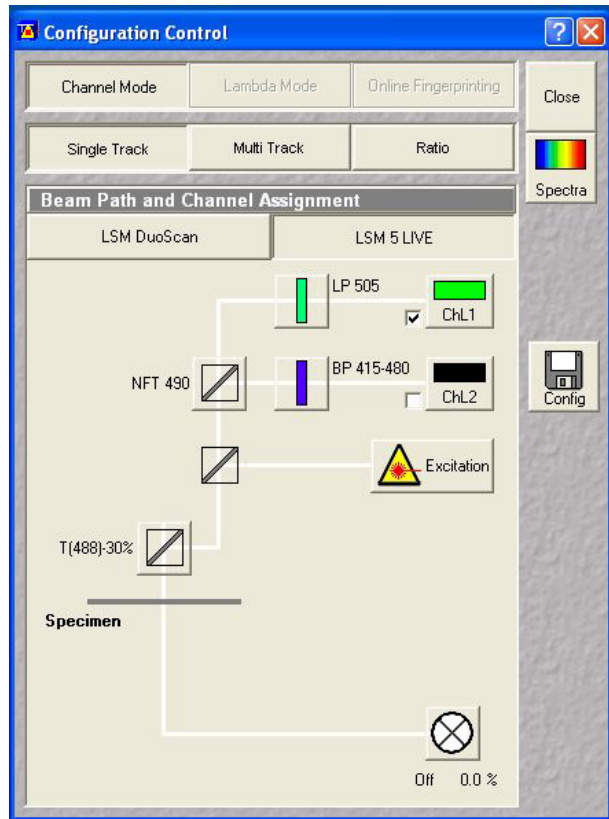 Configuration Control
Channel Mode
Lambda Mode
Online Fingerprinting
Close
Single Track
Multi Track
Ratio
Spectra
Beam Path and Channel Assignment
LSM DuoScan
LSM 5 LIVE
LP 505
ChL1
NFT 490
BP 415-480
ChL2
Config
Excitation
T(488)-30%
Specimen
Off 0.0 %